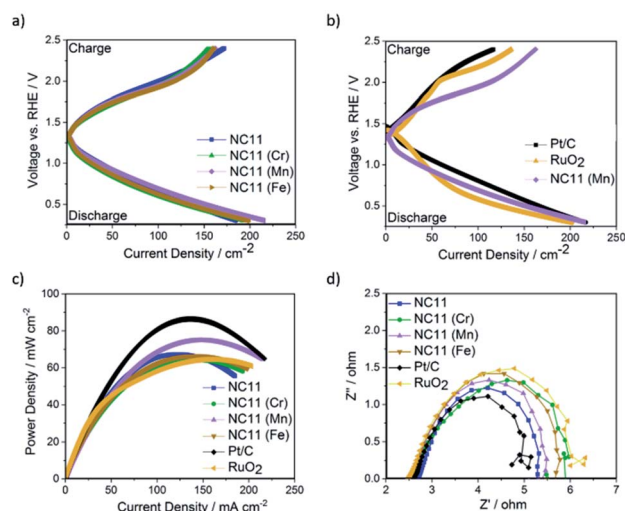 a)
Charge
Voltage vs. RHE / V
2.5
2.0
1.5
1.0
0.5
NC11
NC11 (Cr)
NC11 (Mn)
NC11 (Fe)
Discharge
0 50 100 150 200 250
Current Density / cm⁻²
b)
Charge
Voltage vs. RHE / V
2.5
2.0
1.5
1.0
0.5
Pt/C
RuO₂
NC11 (Mn)
Discharge
0 50 100 150 200 250
Current Density / cm⁻²
c)
Power Density / mW cm⁻²
100
80
60
40
20
0
NC11
NC11 (Cr)
NC11 (Mn)
NC11 (Fe)
Pt/C
RuO₂
0 50 100 150 200 250
Current Density / mA cm⁻²
d)
Z" / ohm
2.5
2.0
1.5
1.0
0.5
0.0
NC11
NC11 (Cr)
NC11 (Mn)
NC11 (Fe)
Pt/C
RuO₂
2 3 4 5 6 7
Z' / ohm